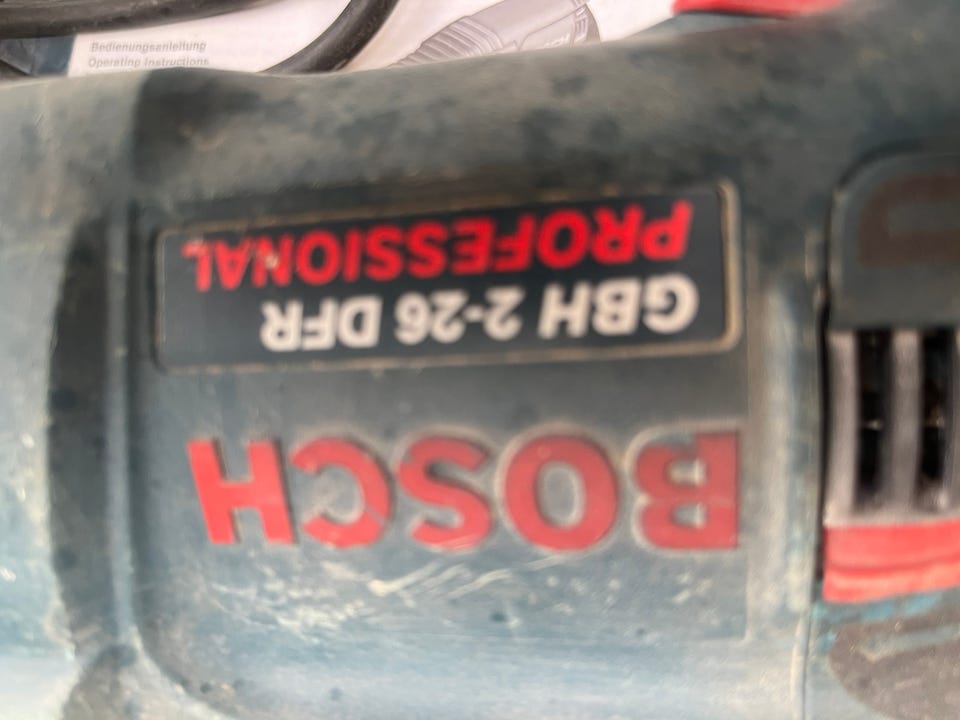 BOSCH
GBH 2-26 DFR
PROFESSIONAL
Bedienungsanleitung
Operating Instructions